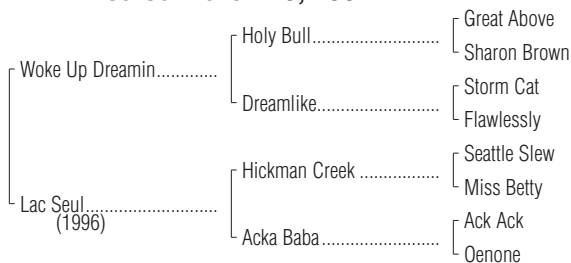 Great Above
Holy Bull
Sharon Brown
Woke Up Dreamin
Storm Cat
Dreamlike
Flawlessly
Seattle Slew
Hickman Creek
Miss Betty
Lac Seul
(1996)
Ack Ack
Acka Baba
Oenone